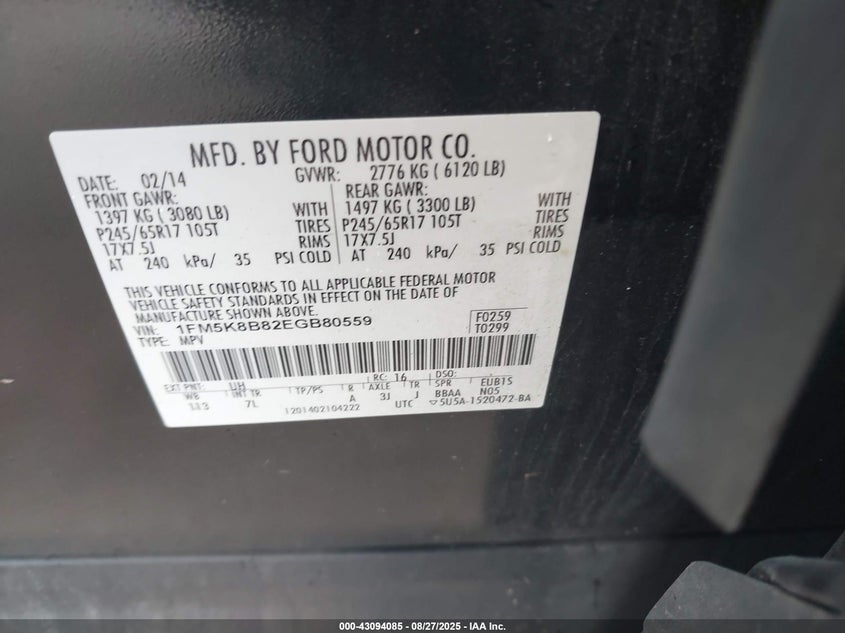 MFD. BY FORD MOTOR CO.
DATE: 02/14 GVWR: 2776 KG ( 6120 LB)
FRONT GAWR: REAR GAWR:
1397 KG ( 3080 LB) WITH 1497 KG ( 3300 LB) WITH
P245/65R17 105T TIRES P245/65R17 105T TIRES
17X7.5J RIMS 17X7.5J RIMS
AT 240 kPa/ 35 PSI COLD AT 240 kPa/ 35 PSI COLD
THIS VEHICLE CONFORMS TO ALL APPLICABLE FEDERAL MOTOR
VEHICLE SAFETY STANDARDS IN EFFECT ON THE DATE OF
MANUFACTURE SHOWN ABOVE.
VIN: 1FM5K8B82EGB80559 F0259
TYPE: MPV T0299
EXT PNT: UH RC: 16 DSO:
WB INT TR TP/PS R AXLE TR SPR EUB1S
113 7L A 3J J BBAA N05
1201402104222 UTC ▽5U5A-1520472-BA
000-43094085 - 08/27/2025 - IAA Inc.